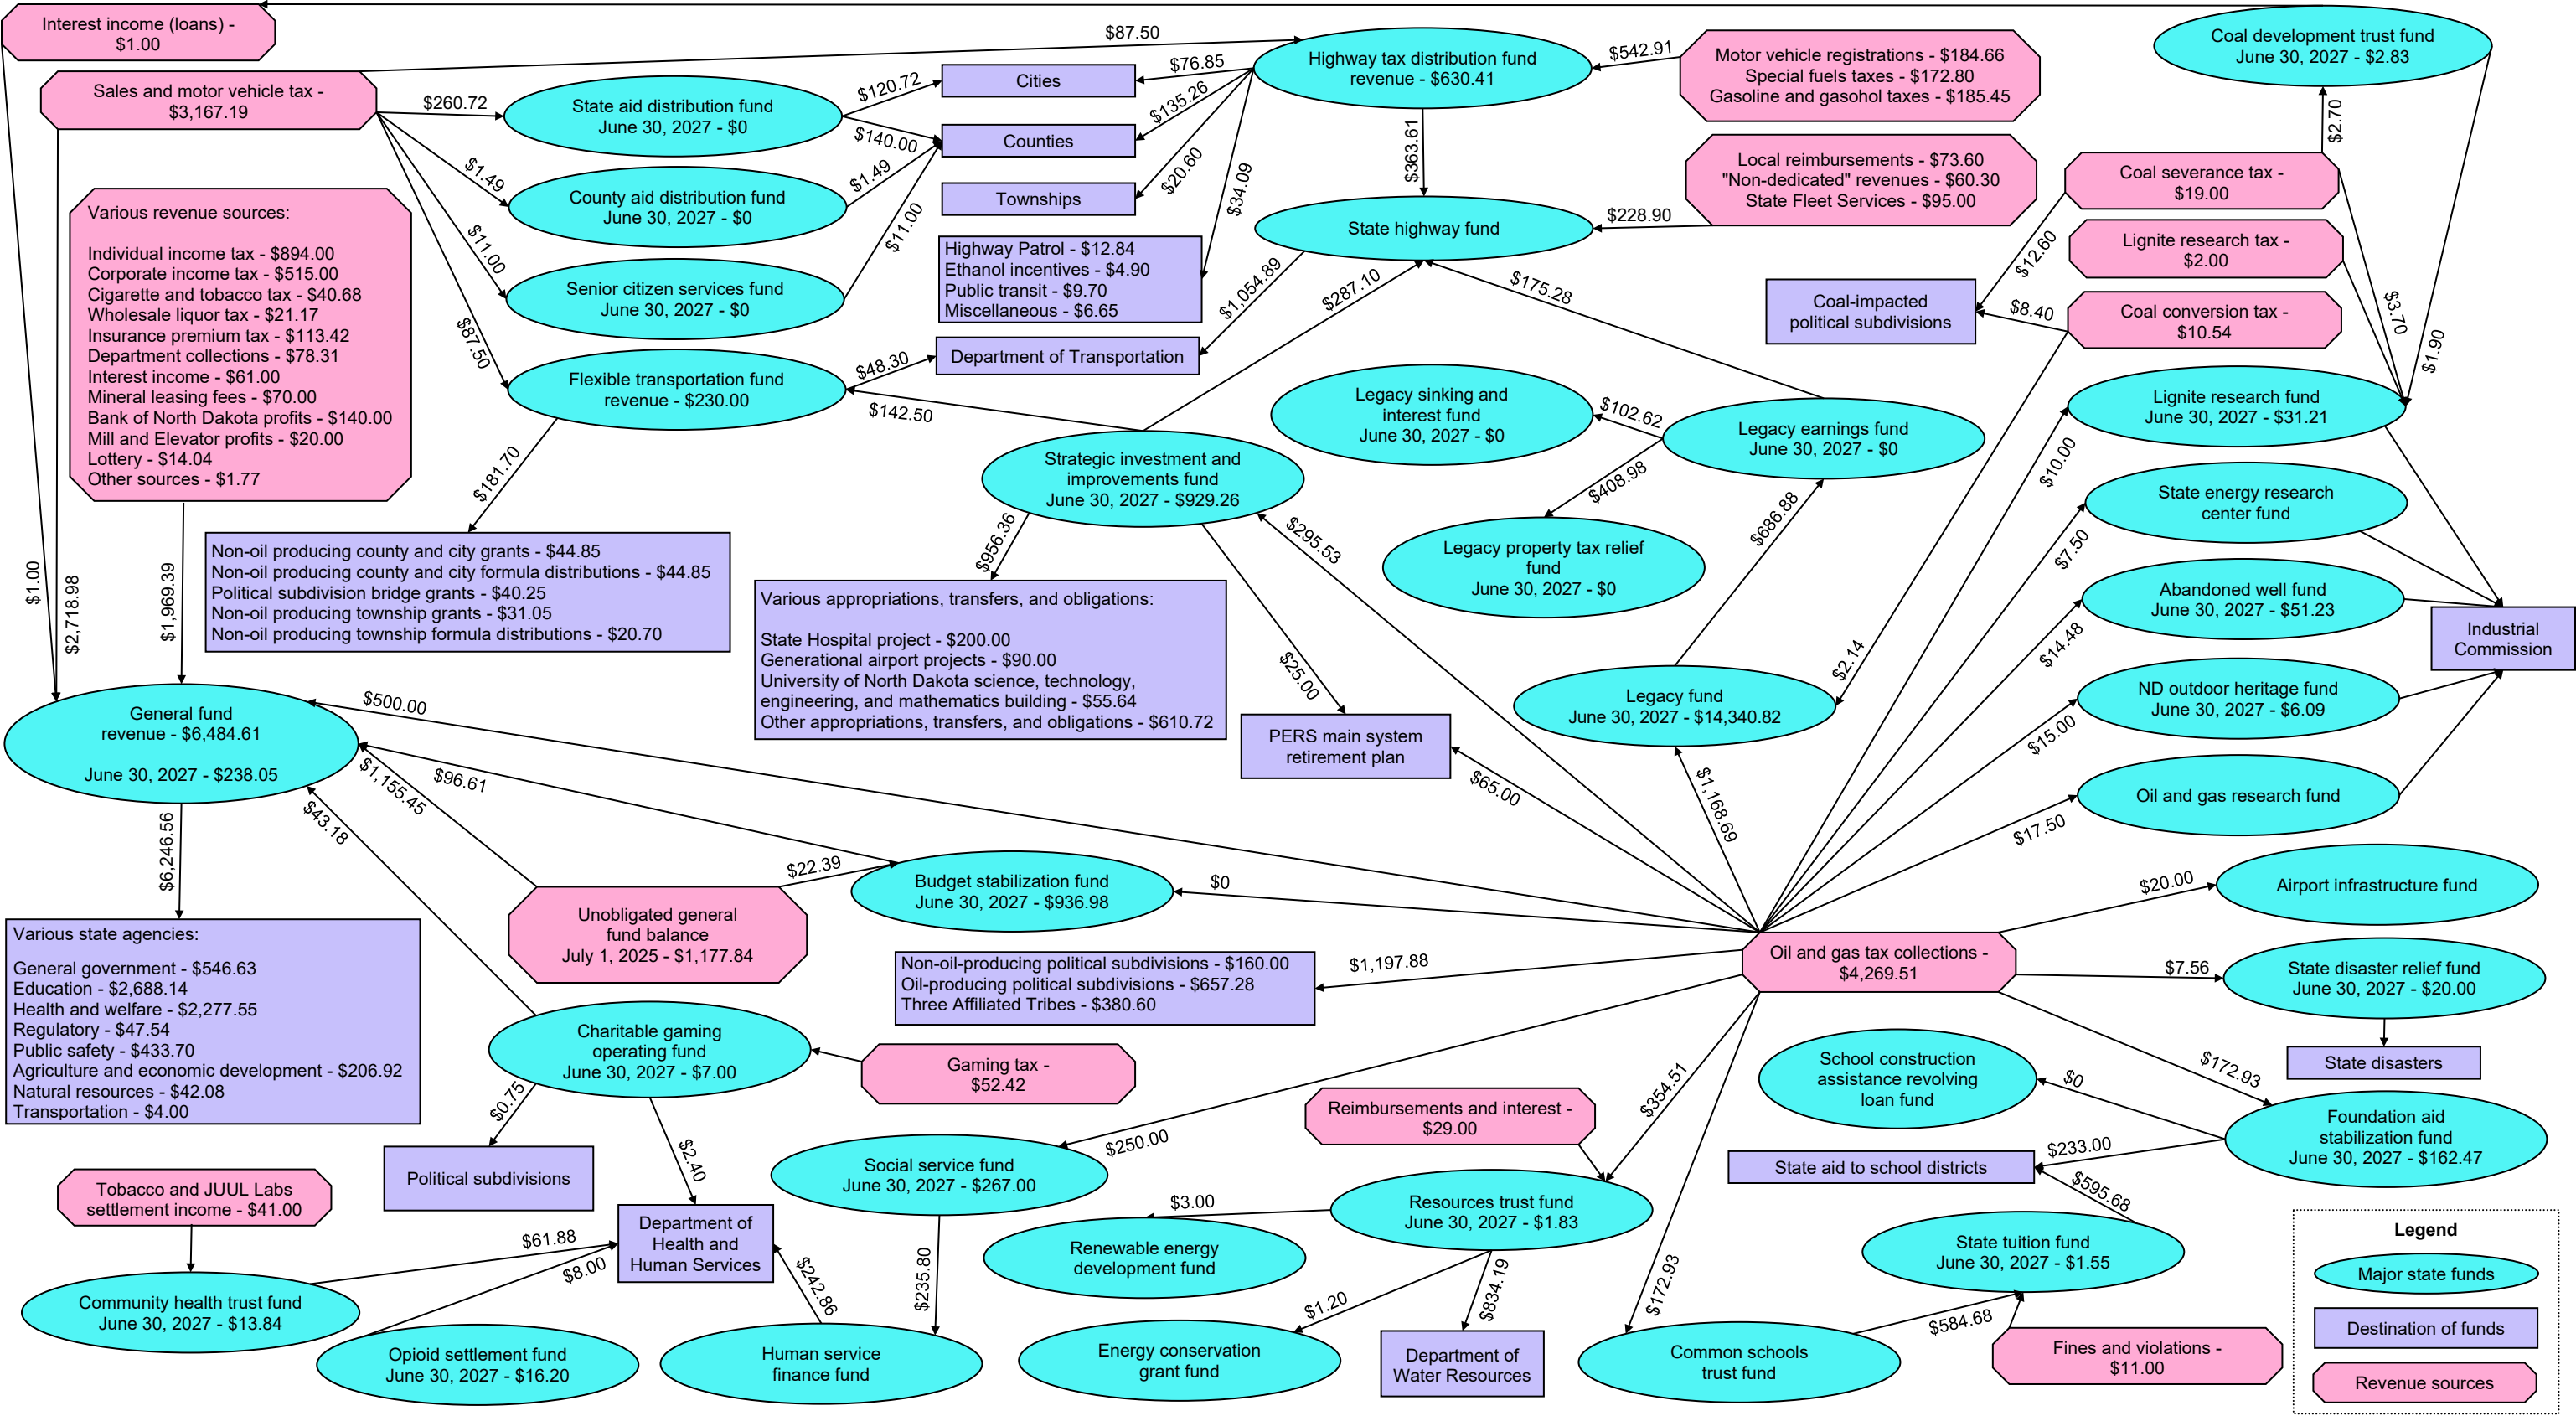 Interest income (loans) -
$1.00
Sales and motor vehicle tax -
$3,167.19
$87.50
$260.72
$1.49
$11.00
$87.50
State aid distribution fund
June 30, 2027 - $0
County aid distribution fund
June 30, 2027 - $0
Senior citizen services fund
June 30, 2027 - $0
Flexible transportation fund
revenue - $230.00
$120.72
$140.00
$1.49
$11.00
$48.30
$142.50
$181.70
Cities
Counties
Townships
Highway Patrol - $12.84
Ethanol incentives - $4.90
Public transit - $9.70
Miscellaneous - $6.65
Department of Transportation
$76.85
$135.26
$20.60
$34.09
Highway tax distribution fund
revenue - $630.41
$542.91
Motor vehicle registrations - $184.66
Special fuels taxes - $172.80
Gasoline and gasohol taxes - $185.45
$363.61
Local reimbursements - $73.60
"Non-dedicated" revenues - $60.30
State Fleet Services - $95.00
$228.90
State highway fund
$1,054.89
$287.10
$175.28
Coal development trust fund
June 30, 2027 - $2.83
$2.70
Coal severance tax -
$19.00
Lignite research tax -
$2.00
Coal conversion tax -
$10.54
$12.60
$8.40
$3.70
$1.90
Coal-impacted
political subdivisions
Lignite research fund
June 30, 2027 - $31.21
State energy research
center fund
Abandoned well fund
June 30, 2027 - $51.23
ND outdoor heritage fund
June 30, 2027 - $6.09
Oil and gas research fund
Industrial
Commission
$10.00
$7.50
$14.48
$15.00
$17.50
$2.14
Various revenue sources:
Individual income tax - $894.00
Corporate income tax - $515.00
Cigarette and tobacco tax - $40.68
Wholesale liquor tax - $21.17
Insurance premium tax - $113.42
Department collections - $78.31
Interest income - $61.00
Mineral leasing fees - $70.00
Bank of North Dakota profits - $140.00
Mill and Elevator profits - $20.00
Lottery - $14.04
Other sources - $1.77
$1.00
$2,718.98
$1,969.39
Non-oil producing county and city grants - $44.85
Non-oil producing county and city formula distributions - $44.85
Political subdivision bridge grants - $40.25
Non-oil producing township grants - $31.05
Non-oil producing township formula distributions - $20.70
Legacy sinking and
interest fund
June 30, 2027 - $0
$102.62
Legacy earnings fund
June 30, 2027 - $0
$408.98
Legacy property tax relief
fund
June 30, 2027 - $0
$686.88
Legacy fund
June 30, 2027 - $14,340.82
$1,168.69
Strategic investment and
improvements fund
June 30, 2027 - $929.26
$956.36
$295.53
$25.00
Various appropriations, transfers, and obligations:
State Hospital project - $200.00
Generational airport projects - $90.00
University of North Dakota science, technology,
engineering, and mathematics building - $55.64
Other appropriations, transfers, and obligations - $610.72
PERS main system
retirement plan
$65.00
General fund
revenue - $6,484.61
June 30, 2027 - $238.05
$500.00
$96.61
$1,155.45
$43.18
$6,246.56
Various state agencies:
General government - $546.63
Education - $2,688.14
Health and welfare - $2,277.55
Regulatory - $47.54
Public safety - $433.70
Agriculture and economic development - $206.92
Natural resources - $42.08
Transportation - $4.00
Unobligated general
fund balance
July 1, 2025 - $1,177.84
$22.39
Budget stabilization fund
June 30, 2027 - $936.98
$0
Non-oil-producing political subdivisions - $160.00
Oil-producing political subdivisions - $657.28
Three Affiliated Tribes - $380.60
$1,197.88
Oil and gas tax collections -
$4,269.51
$20.00
Airport infrastructure fund
$7.56
State disaster relief fund
June 30, 2027 - $20.00
State disasters
$172.93
Foundation aid
stabilization fund
June 30, 2027 - $162.47
$0
School construction
assistance revolving
loan fund
$233.00
State aid to school districts
$595.68
State tuition fund
June 30, 2027 - $1.55
$584.68
Fines and violations -
$11.00
Common schools
trust fund
$172.93
$354.51
$250.00
Charitable gaming
operating fund
June 30, 2027 - $7.00
Gaming tax -
$52.42
$0.75
$2.40
Political subdivisions
Tobacco and JUUL Labs
settlement income - $41.00
Community health trust fund
June 30, 2027 - $13.84
$61.88
$8.00
Opioid settlement fund
June 30, 2027 - $16.20
Department of
Health and
Human Services
Social service fund
June 30, 2027 - $267.00
$235.80
$242.86
Human service
finance fund
Reimbursements and interest -
$29.00
Resources trust fund
June 30, 2027 - $1.83
$3.00
Renewable energy
development fund
$1.20
Energy conservation
grant fund
$834.19
Department of
Water Resources
Legend
Major state funds
Destination of funds
Revenue sources